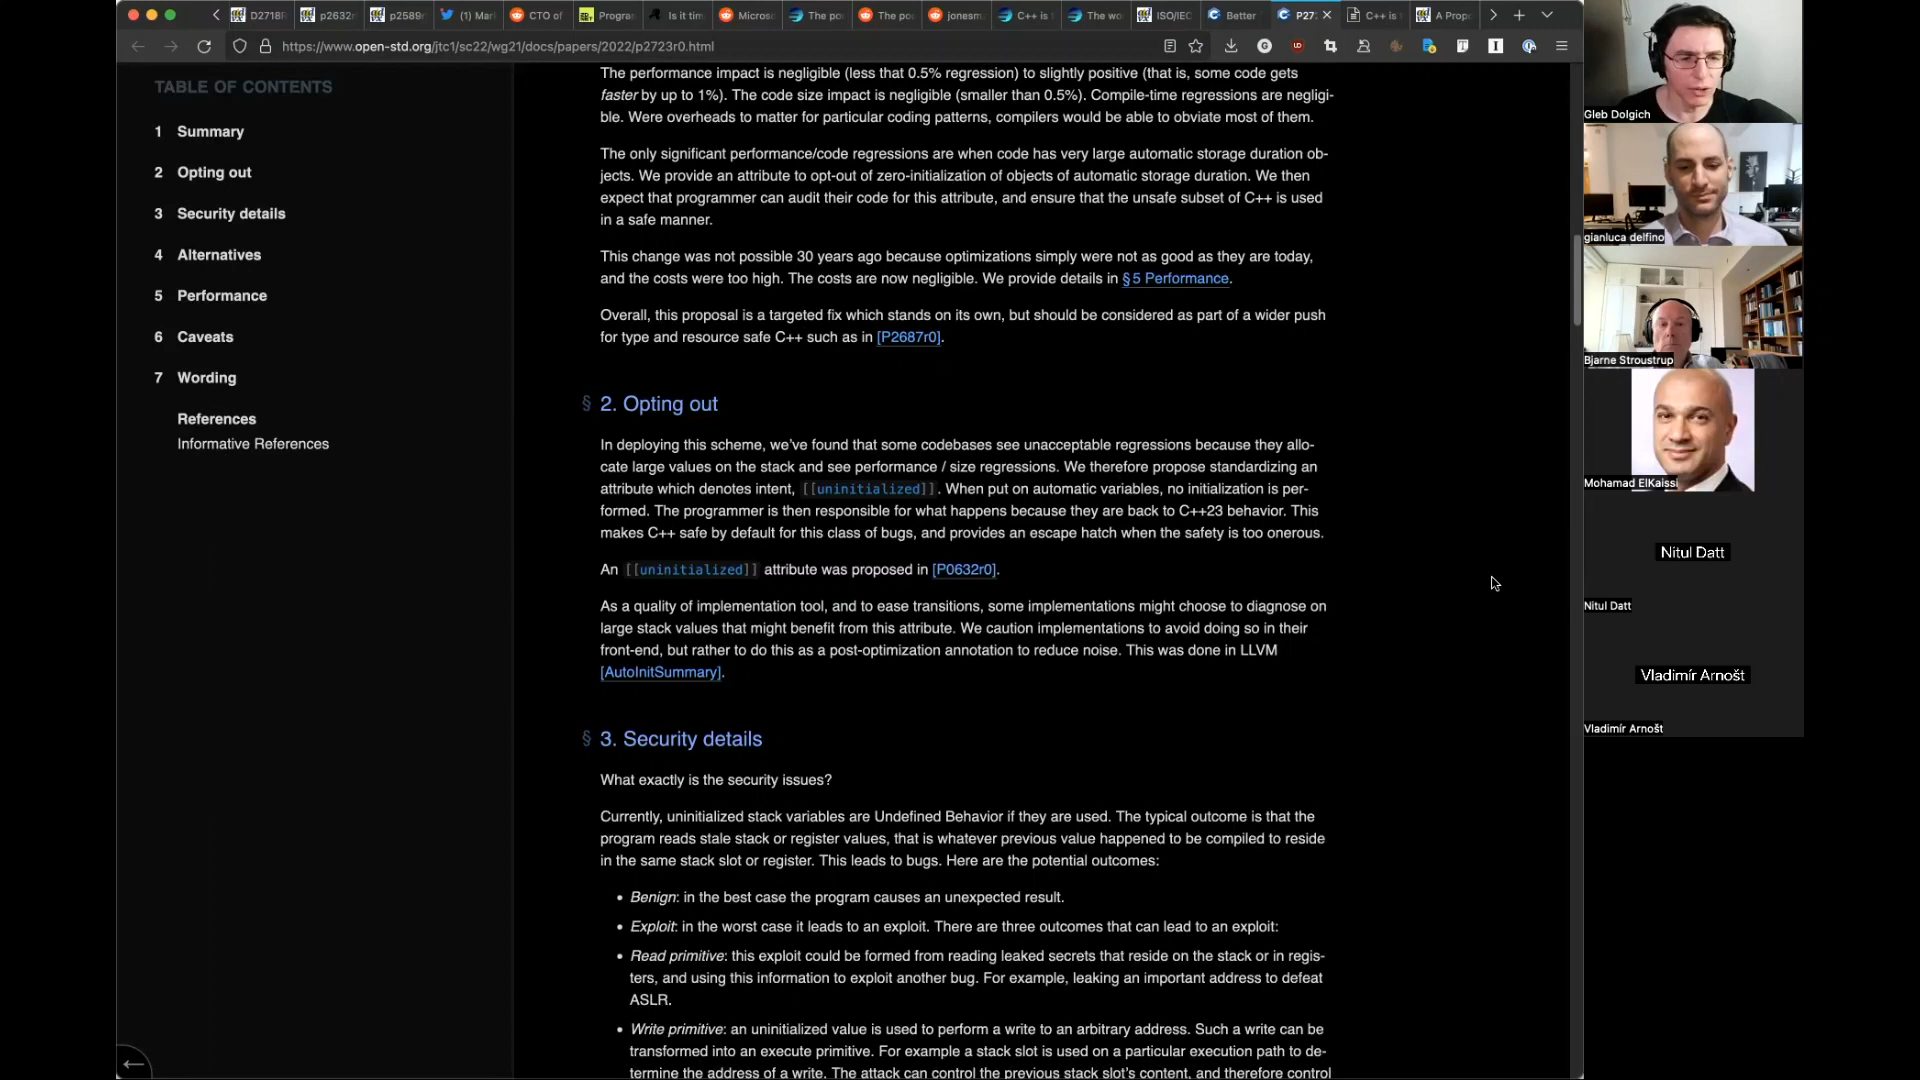 D2718R
p2632r
p2589r
(1) Mar
CTO of
Progra
Is it tim
Micros
The po
The po
jonesm
C++ is
The wo
ISO/IEC
Better
P27
C++ is
A Prop
https://www.open-std.org/jtc1/sc22/wg21/docs/papers/2022/p2723r0.html
TABLE OF CONTENTS
1 Summary
2 Opting out
3 Security details
4 Alternatives
5 Performance
6 Caveats
7 Wording
References
Informative References
The performance impact is negligible (less that 0.5% regression) to slightly positive (that is, some code gets
faster by up to 1%). The code size impact is negligible (smaller than 0.5%). Compile-time regressions are negligi-
ble. Were overheads to matter for particular coding patterns, compilers would be able to obviate most of them.
The only significant performance/code regressions are when code has very large automatic storage duration ob-
jects. We provide an attribute to opt-out of zero-initialization of objects of automatic storage duration. We then
expect that programmer can audit their code for this attribute, and ensure that the unsafe subset of C++ is used
in a safe manner.
This change was not possible 30 years ago because optimizations simply were not as good as they are today,
and the costs were too high. The costs are now negligible. We provide details in § 5 Performance.
Overall, this proposal is a targeted fix which stands on its own, but should be considered as part of a wider push
for type and resource safe C++ such as in [P2687r0].
§ 2. Opting out
In deploying this scheme, we've found that some codebases see unacceptable regressions because they allo-
cate large values on the stack and see performance / size regressions. We therefore propose standardizing an
attribute which denotes intent, [[uninitialized]]. When put on automatic variables, no initialization is per-
formed. The programmer is then responsible for what happens because they are back to C++23 behavior. This
makes C++ safe by default for this class of bugs, and provides an escape hatch when the safety is too onerous.
An [[uninitialized]] attribute was proposed in [P0632r0].
As a quality of implementation tool, and to ease transitions, some implementations might choose to diagnose on
large stack values that might benefit from this attribute. We caution implementations to avoid doing so in their
front-end, but rather to do this as a post-optimization annotation to reduce noise. This was done in LLVM
[AutoInitSummary].
§ 3. Security details
What exactly is the security issues?
Currently, uninitialized stack variables are Undefined Behavior if they are used. The typical outcome is that the
program reads stale stack or register values, that is whatever previous value happened to be compiled to reside
in the same stack slot or register. This leads to bugs. Here are the potential outcomes:
• Benign: in the best case the program causes an unexpected result.
• Exploit: in the worst case it leads to an exploit. There are three outcomes that can lead to an exploit:
• Read primitive: this exploit could be formed from reading leaked secrets that reside on the stack or in regis-
ters, and using this information to exploit another bug. For example, leaking an important address to defeat
ASLR.
• Write primitive: an uninitialized value is used to perform a write to an arbitrary address. Such a write can be
transformed into an execute primitive. For example a stack slot is used on a particular execution path to de-
termine the address of a write. The attack can control the previous stack slot's content, and therefore control
Gleb Dolgich
gianluca delfino
Bjarne Stroustrup
Mohamad ElKaissi
Nitul Datt
Nitul Datt
Vladimír Arnošt
Vladimír Arnošt